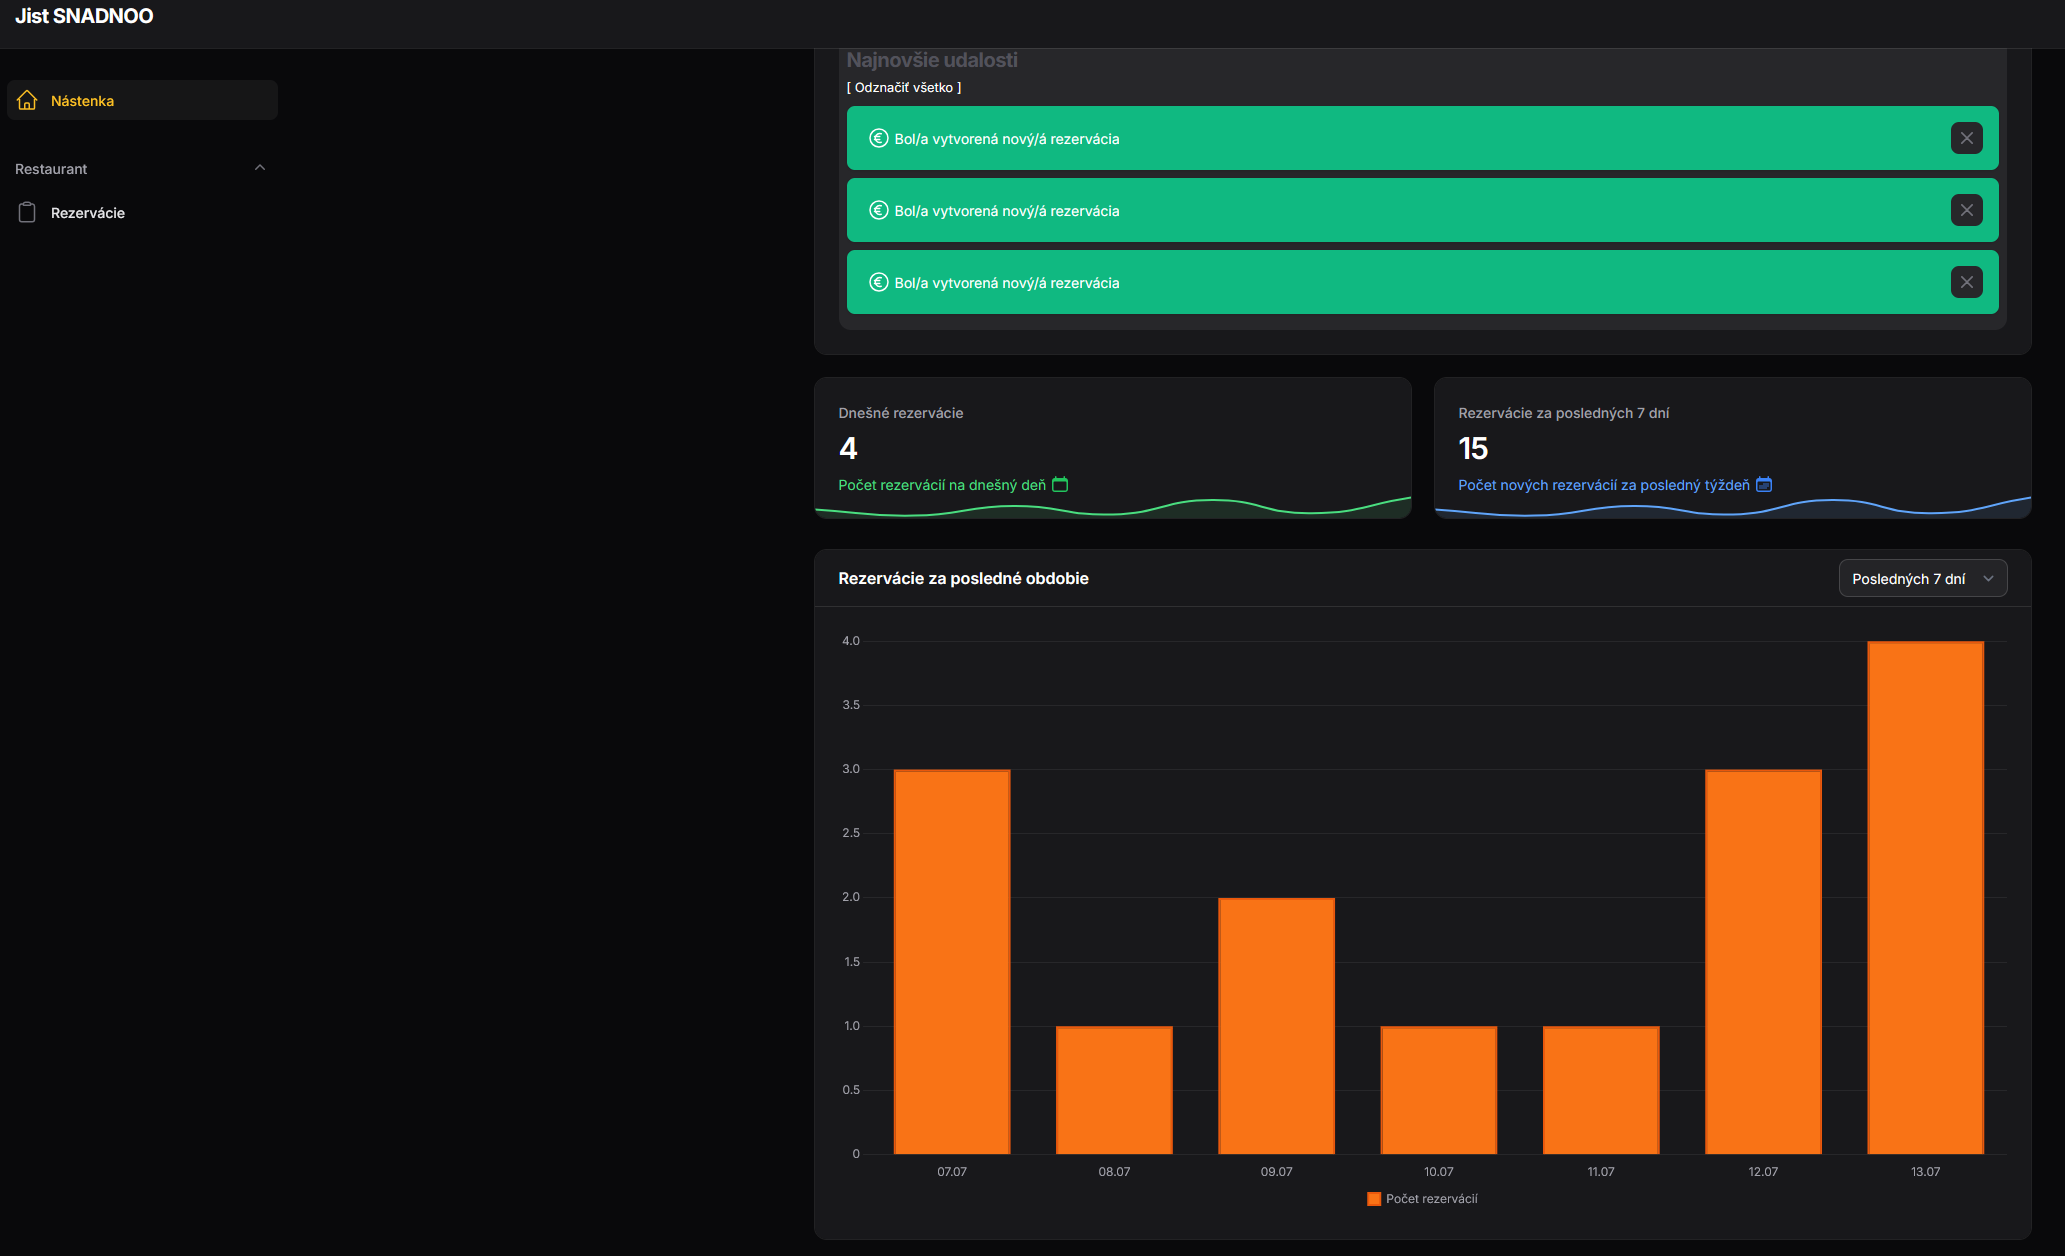 Jist SNADNOO
Nástenka
Restaurant
Rezervácie
Najnovšie udalosti
[ Odznačiť všetko ]
Bol/a vytvorená nový/á rezervácia
Bol/a vytvorená nový/á rezervácia
Bol/a vytvorená nový/á rezervácia
Dnešné rezervácie
4
Počet rezervácií na dnešný deň
Rezervácie za posledných 7 dní
15
Počet nových rezervácií za posledný týždeň
Rezervácie za posledné obdobie
Posledných 7 dní
4.0
3.5
3.0
2.5
2.0
1.5
1.0
0.5
0
07.07 08.07 09.07 10.07 11.07 12.07 13.07
Počet rezervácií